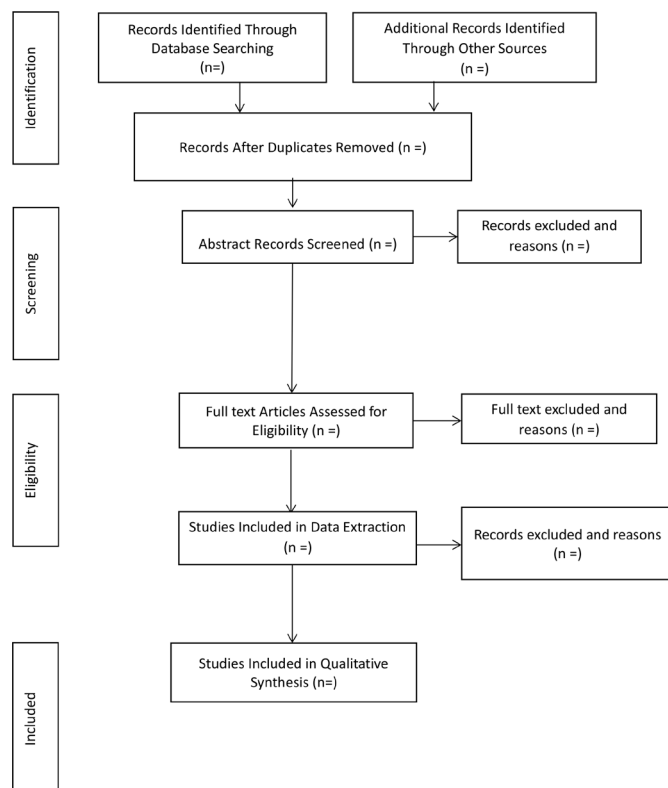 Identification
Records Identified Through
Database Searching
(n=)
Additional Records Identified
Through Other Sources
(n =)
Records After Duplicates Removed (n =)
Screening
Abstract Records Screened (n =)
Records excluded and
reasons (n =)
Eligibility
Full text Articles Assessed for
Eligibility (n =)
Full text excluded and
reasons (n =)
Studies Included in Data Extraction
(n =)
Records excluded and reasons
(n =)
Included
Studies Included in Qualitative
Synthesis (n=)